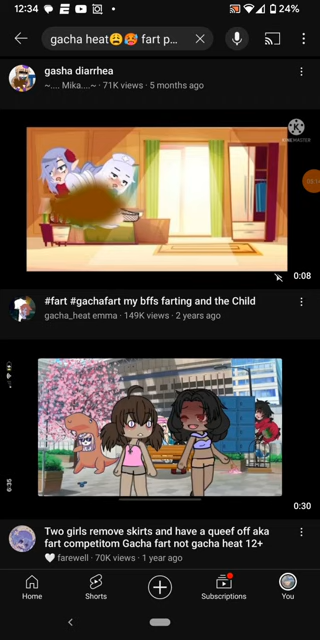 12:34
24%
gacha heat😩🥵 fart p...
gasha diarrhea
~.... Mika....~ · 71K views · 5 months ago
KINEMASTER
0:08
#fart #gachafart my bffs farting and the Child
gacha_heat emma · 149K views · 2 years ago
6:35
0:30
Two girls remove skirts and have a queef off aka
fart competitom Gacha fart not gacha heat 12+
🤍 farewell · 70K views · 1 year ago
Home
Shorts
Subscriptions
You